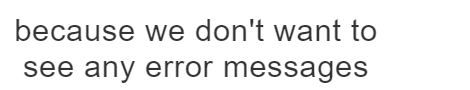 because we don't want to
see any error messages